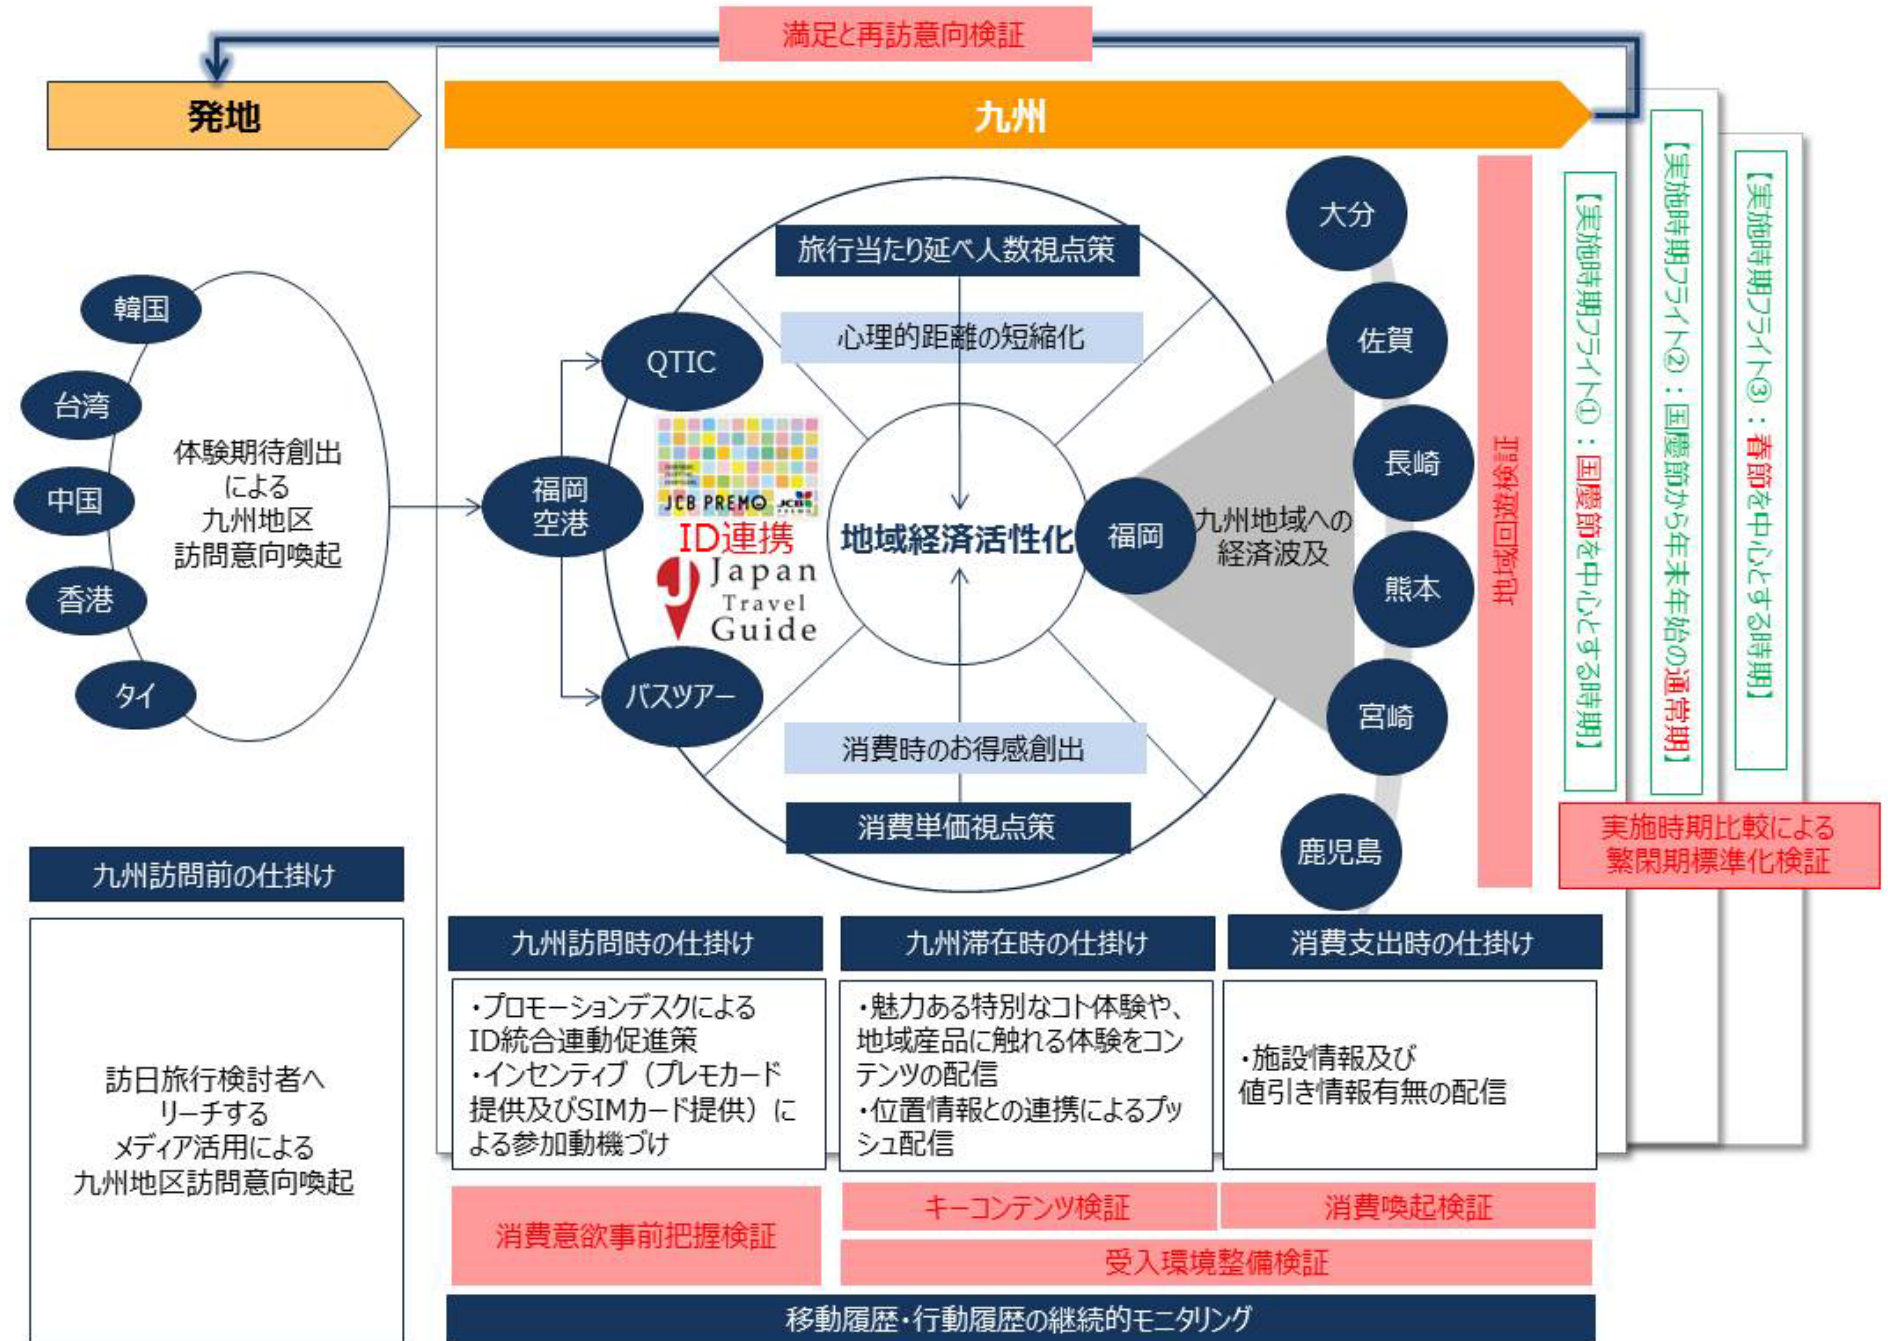 満足と再訪意向検証
発地
九州
韓国
台湾
中国
香港
タイ
体験期待創出
による
九州地区
訪問意向喚起
福岡
空港
QTIC
バスツアー
JCB PREMO
JCB
ID連携
Japan
Travel
Guide
旅行当たり延べ人数視点策
心理的距離の短縮化
地域経済活性化
消費時のお得感創出
消費単価視点策
福岡
九州地域への
経済波及
大分
佐賀
長崎
熊本
宮崎
鹿児島
地域回遊検証
【実施時期フライト①：国慶節を中心とする時期】
【実施時期フライト②：国慶節から年末年始の通常期】
【実施時期フライト③：春節を中心とする時期】
実施時期比較による
繁閑期標準化検証
九州訪問前の仕掛け
訪日旅行検討者へ
リーチする
メディア活用による
九州地区訪問意向喚起
九州訪問時の仕掛け
・プロモーションデスクによる
ID統合連動促進策
・インセンティブ（プレモカード
提供及びSIMカード提供）に
よる参加動機づけ
九州滞在時の仕掛け
・魅力ある特別なコト体験や、
地域産品に触れる体験をコン
テンツの配信
・位置情報との連携によるプッ
シュ配信
消費支出時の仕掛け
・施設情報及び
値引き情報有無の配信
消費意欲事前把握検証
キーコンテンツ検証
消費喚起検証
受入環境整備検証
移動履歴・行動履歴の継続的モニタリング